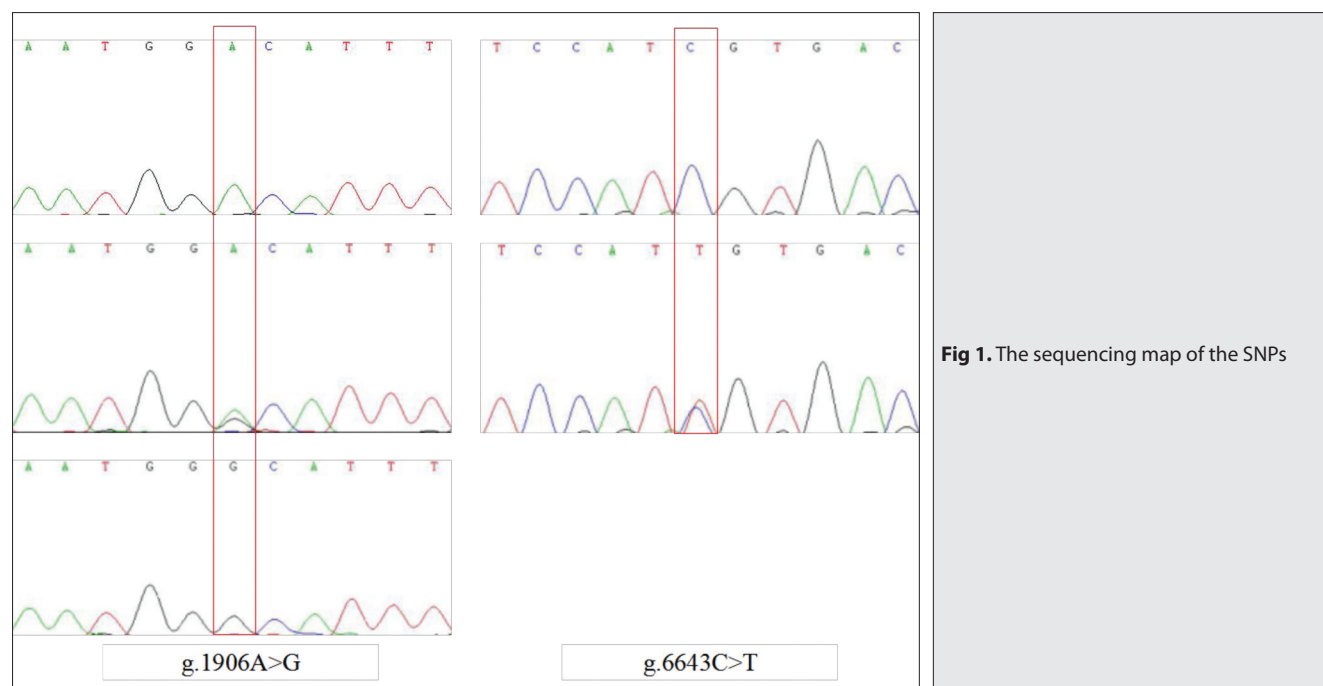 A A T G G A C A T T T
T C C A T C G T G A C
A A T G G A C A T T T
T C C A T T G T G A C
A A T G G G C A T T T
g.1906A>G
g.6643C>T
Fig 1. The sequencing map of the SNPs